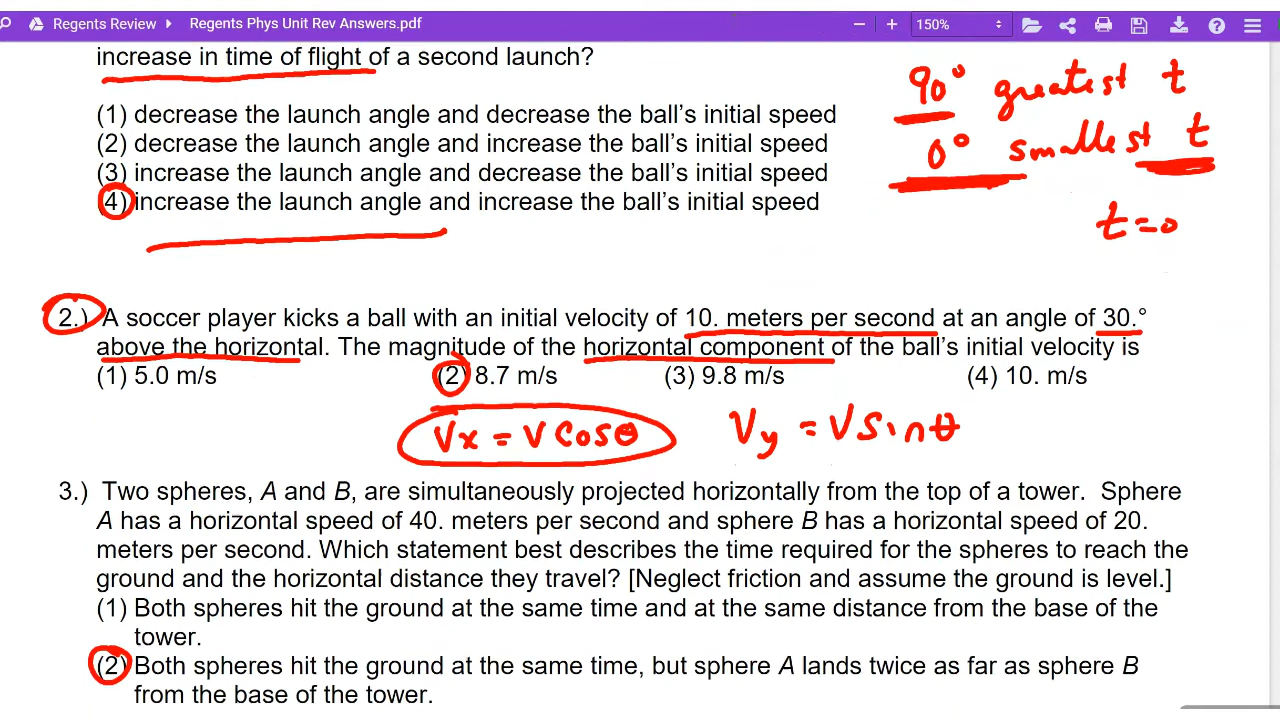 Regents Review Regents Phys Unit Rev Answers.pdf 150%
increase in time of flight of a second launch?
(1) decrease the launch angle and decrease the ball's initial speed
(2) decrease the launch angle and increase the ball's initial speed
(3) increase the launch angle and decrease the ball's initial speed
(4) increase the launch angle and increase the ball's initial speed
90° greatest t
0° smallest t
t=0
2.) A soccer player kicks a ball with an initial velocity of 10. meters per second at an angle of 30.°
above the horizontal. The magnitude of the horizontal component of the ball's initial velocity is
(1) 5.0 m/s (2) 8.7 m/s (3) 9.8 m/s (4) 10. m/s
Vx = V Cosθ Vy = V Sinθ
3.) Two spheres, A and B, are simultaneously projected horizontally from the top of a tower. Sphere
A has a horizontal speed of 40. meters per second and sphere B has a horizontal speed of 20.
meters per second. Which statement best describes the time required for the spheres to reach the
ground and the horizontal distance they travel? [Neglect friction and assume the ground is level.]
(1) Both spheres hit the ground at the same time and at the same distance from the base of the
tower.
(2) Both spheres hit the ground at the same time, but sphere A lands twice as far as sphere B
from the base of the tower.